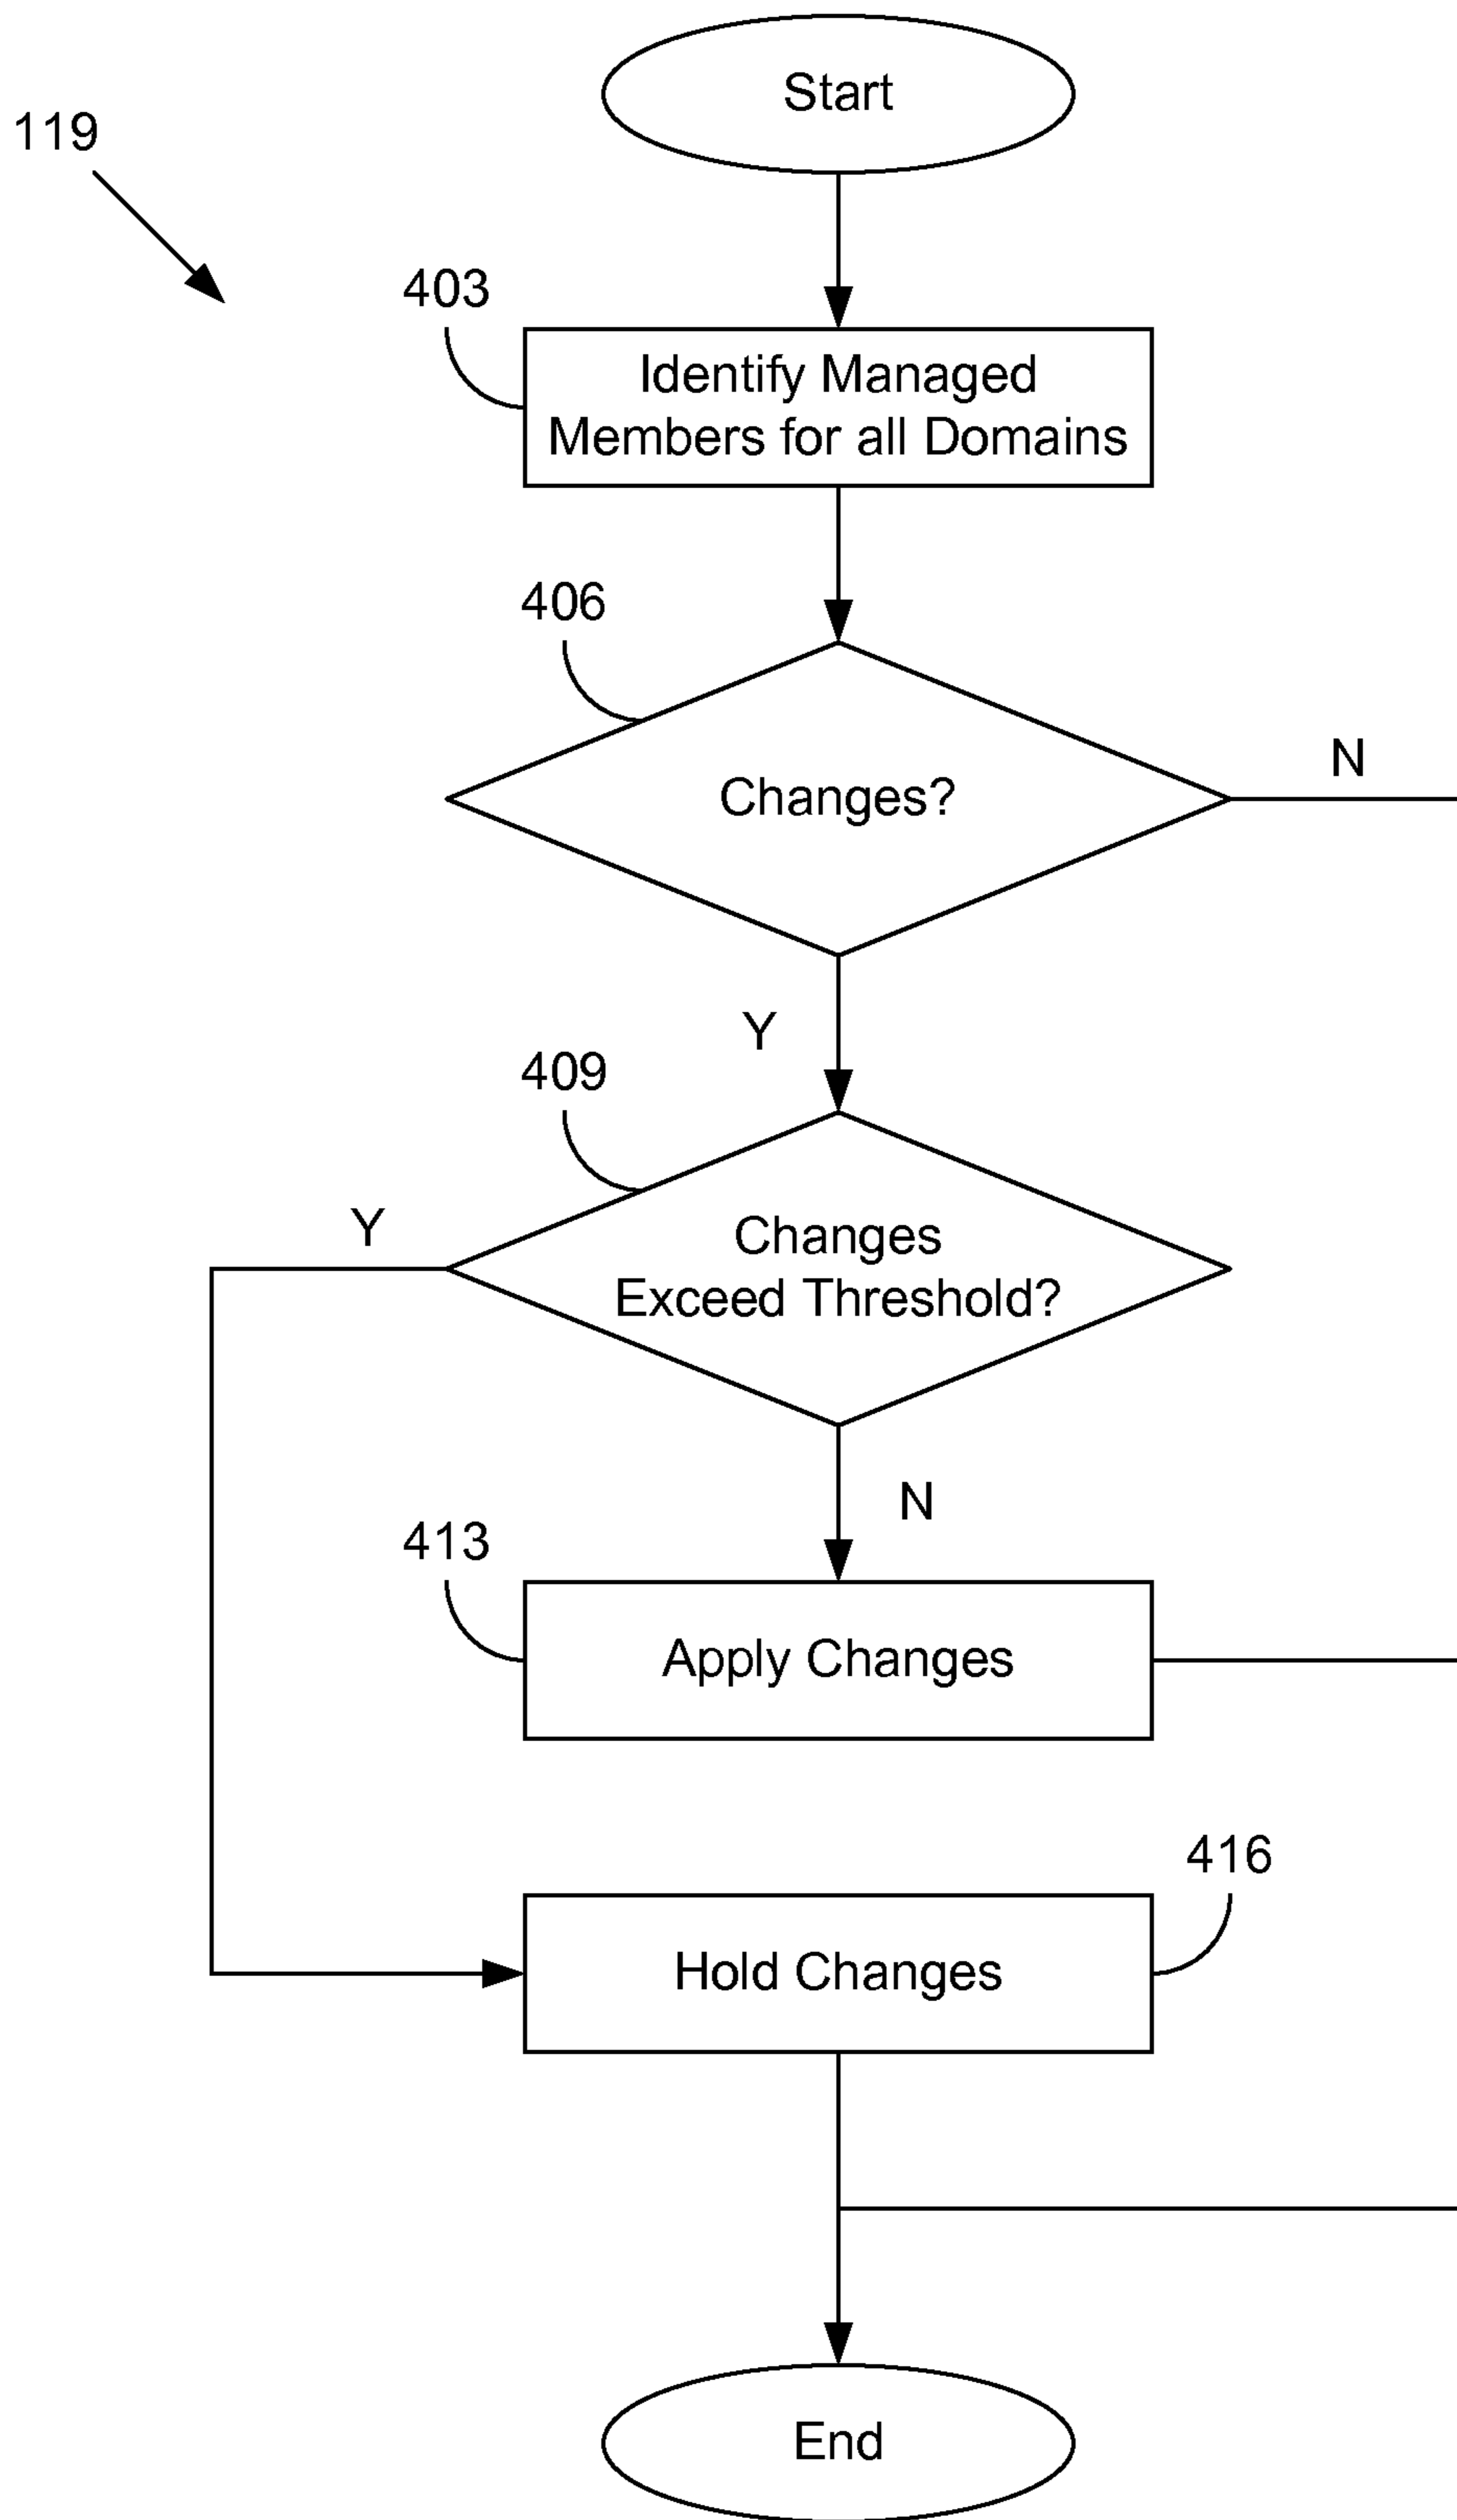 Start
119
403
Identify Managed
Members for all Domains
406
N
Changes?
Y
409
Y
Changes
Exceed Threshold?
N
413
Apply Changes
416
Hold Changes
End